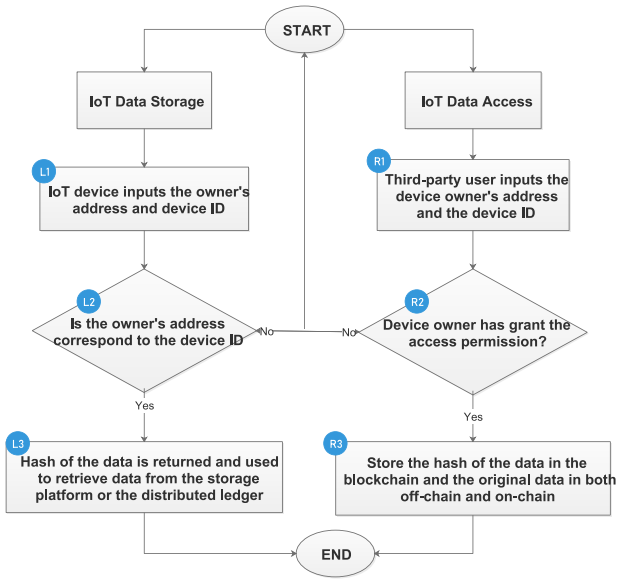 START
IoT Data Storage
IoT Data Access
L1
IoT device inputs the owner's
address and device ID
R1
Third-party user inputs the
device owner's address
and the device ID
L2
Is the owner's address
correspond to the device ID
No
No
R2
Device owner has grant the
access permission?
Yes
Yes
L3
Hash of the data is returned and used
to retrieve data from the storage
platform or the distributed ledger
R3
Store the hash of the data in the
blockchain and the original data in both
off-chain and on-chain
END